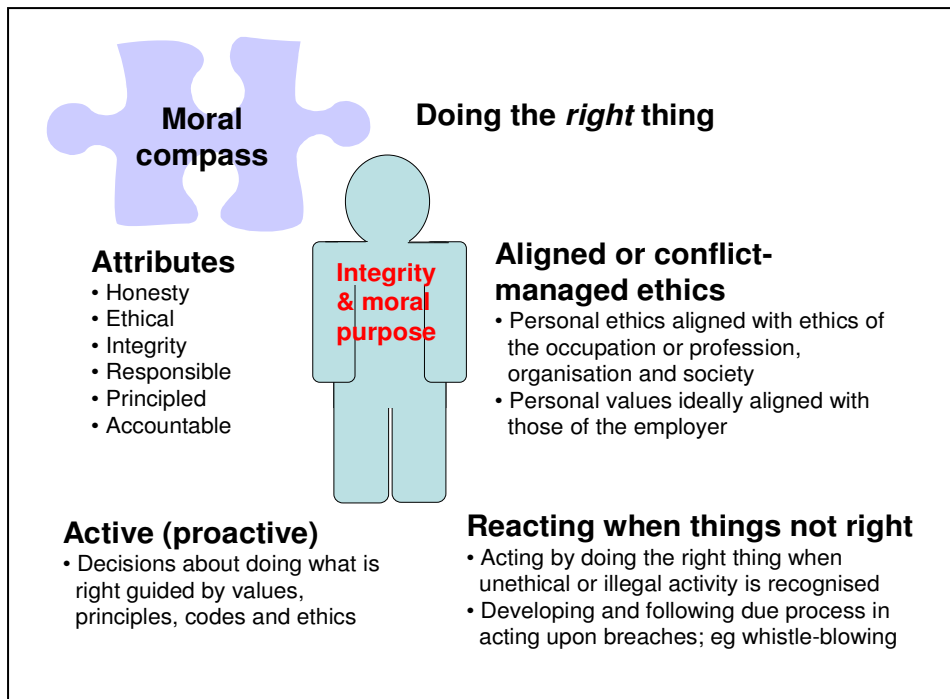 Moral
compass
Doing the right thing
Integrity
& moral
purpose
Attributes
• Honesty
• Ethical
• Integrity
• Responsible
• Principled
• Accountable
Aligned or conflict-
managed ethics
• Personal ethics aligned with ethics of
the occupation or profession,
organisation and society
• Personal values ideally aligned with
those of the employer
Active (proactive)
• Decisions about doing what is
right guided by values,
principles, codes and ethics
Reacting when things not right
• Acting by doing the right thing when
unethical or illegal activity is recognised
• Developing and following due process in
acting upon breaches; eg whistle-blowing